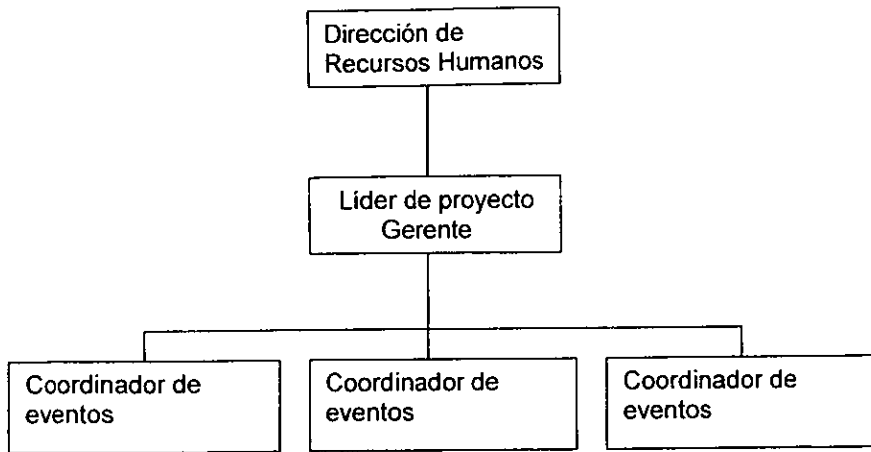 Dirección de
Recursos Humanos
Líder de proyecto
Gerente
Coordinador de
eventos
Coordinador de
eventos
Coordinador de
eventos